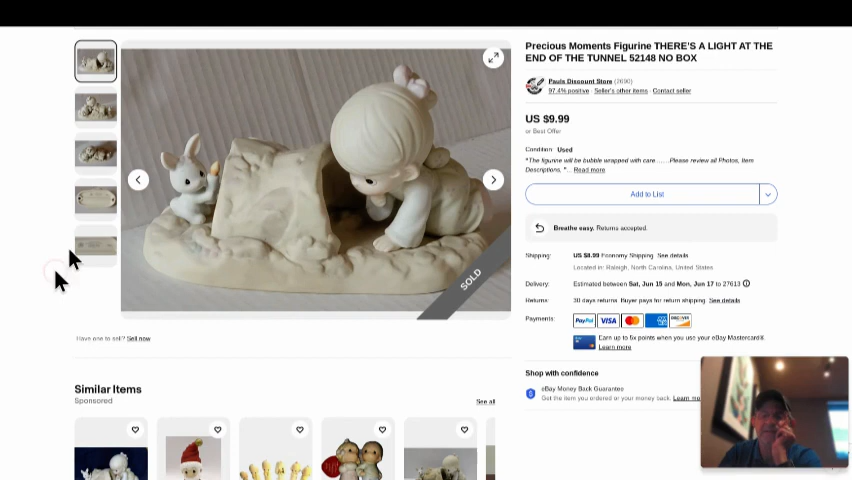 Precious Moments Figurine THERE'S A LIGHT AT THE
END OF THE TUNNEL 52148 NO BOX
Pauls Discount Store (2690)
97.4% positive · Seller's other items · Contact seller
US $9.99
or Best Offer
Condition: Used
"The figurine will be bubble wrapped with care.......Please review all Photos, Item
Descriptions, "... Read more
Add to List
Breathe easy. Returns accepted.
Shipping: US $8.99 Economy Shipping. See details
Located in: Raleigh, North Carolina, United States
Delivery: Estimated between Sat, Jun 15 and Mon, Jun 17 to 27613
Returns: 30 days returns. Buyer pays for return shipping. See details
Payments: PayPal VISA DISCOVER
Earn up to 5x points when you use your eBay Mastercard®.
Learn more
SOLD
Have one to sell? Sell now
Shop with confidence
eBay Money Back Guarantee
Get the item you ordered or your money back. Learn mo
Similar Items
Sponsored
See all